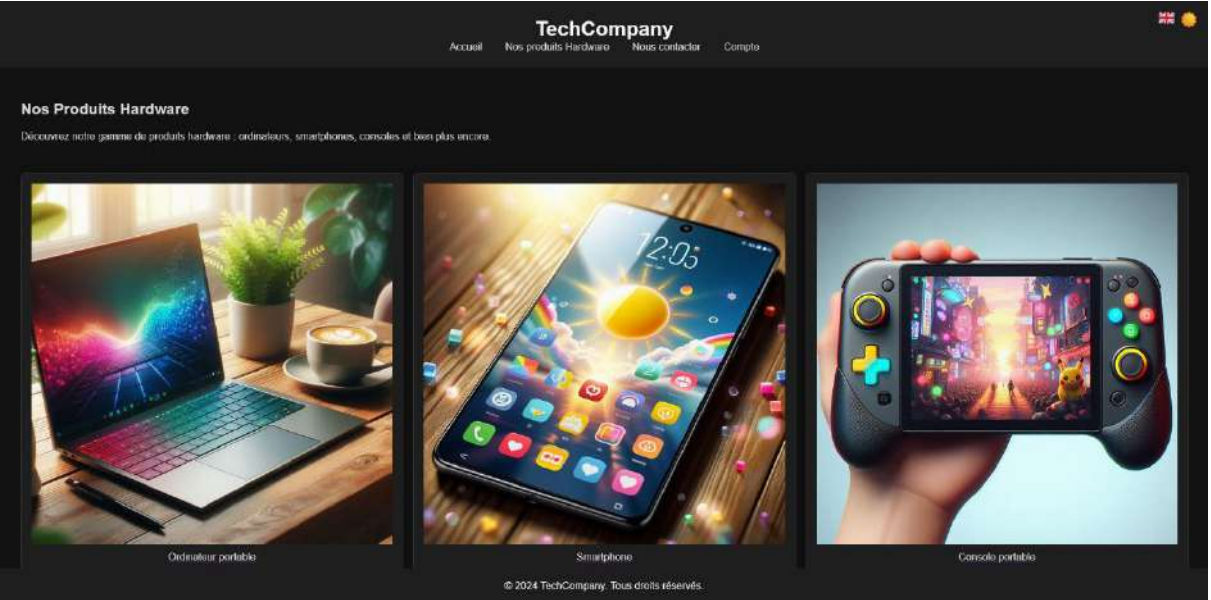 TechCompany
Accueil Nos produits Hardware Nous contacter Compte
Nos Produits Hardware
Découvrez notre gamme de produits hardware : ordinateurs, smartphones, consoles et bien plus encore.
12:05
Ordinateur portable
Smartphone
Console portable
© 2024 TechCompany. Tous droits réservés.